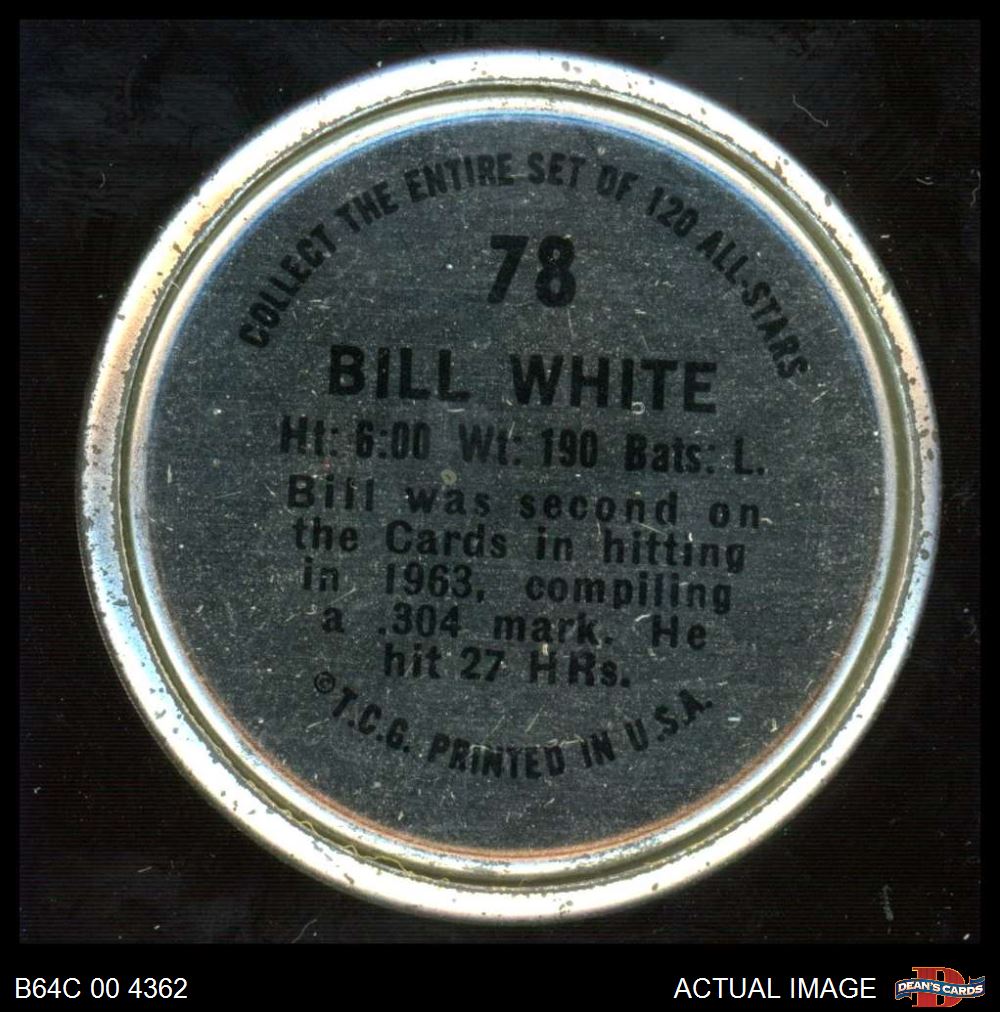 COLLECT THE ENTIRE SET OF 120 ALL-STARS
78
BILL WHITE
Ht: 6:00 Wt: 190 Bats: L.
Bill was second on
the Cards in hitting
in 1963, compiling
a .304 mark. He
hit 27 HRs.
©T.C.G. PRINTED IN U.S.A.
B64C 00 4362
ACTUAL IMAGE
DEAN'S CARDS